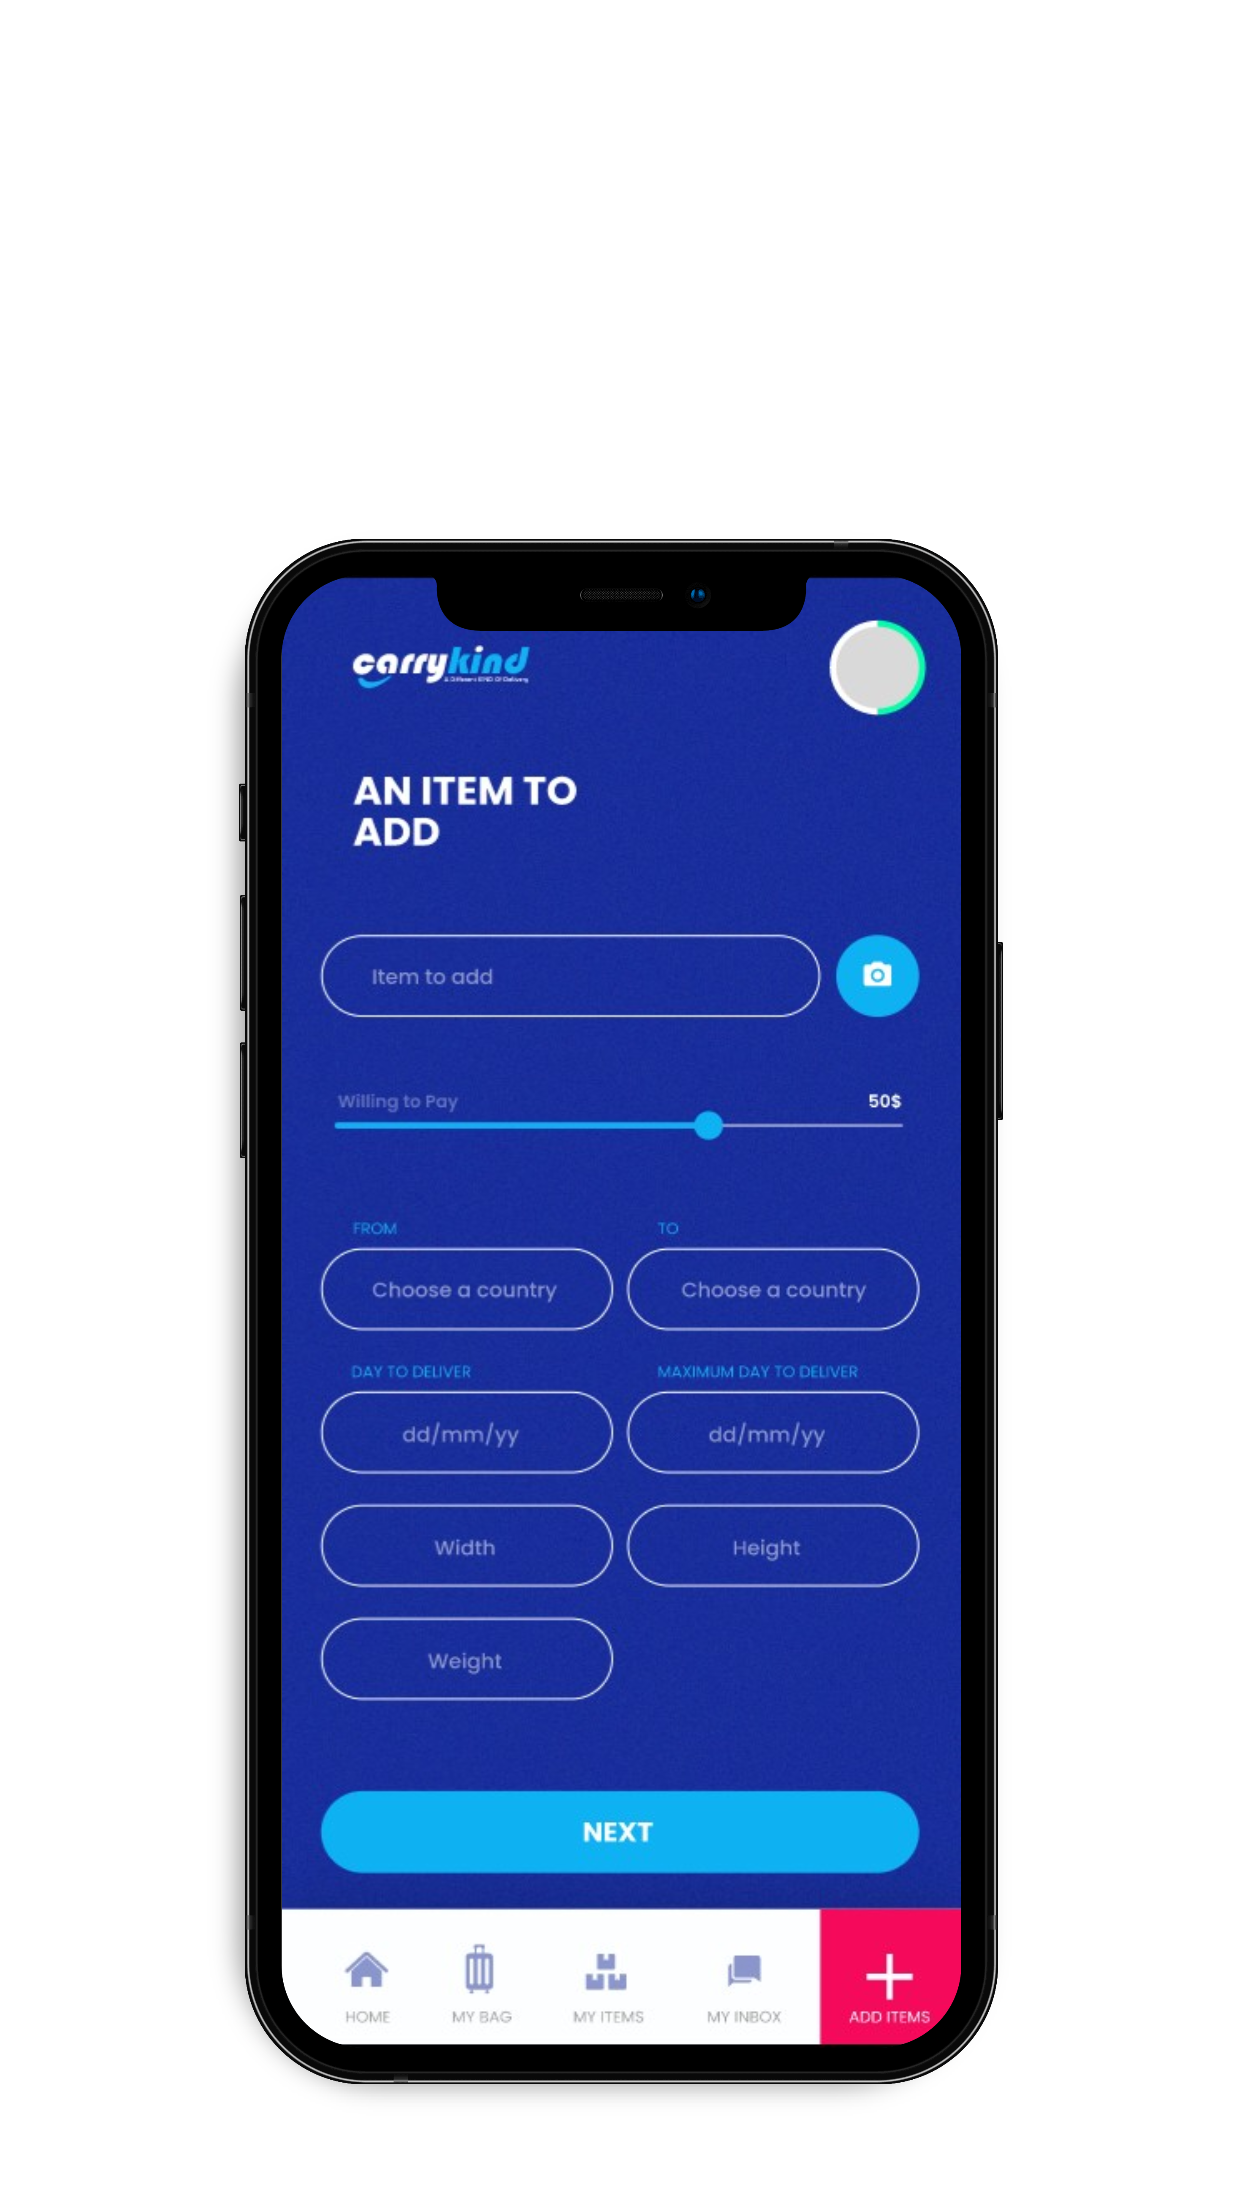 carrykind
A Different KIND Of Delivery
AN ITEM TO
ADD
Item to add
Willing to Pay 50$
FROM TO
Choose a country Choose a country
DAY TO DELIVER MAXIMUM DAY TO DELIVER
dd/mm/yy dd/mm/yy
Width Height
Weight
NEXT
HOME MY BAG MY ITEMS MY INBOX ADD ITEMS